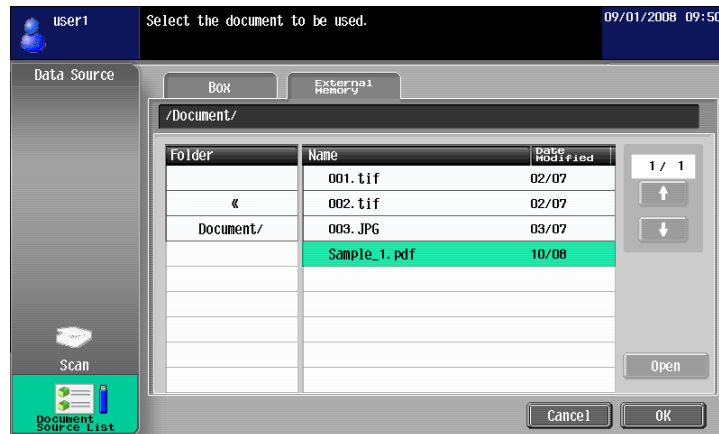 user1
Select the document to be used.
09/01/2008 09:50
Data Source
Box
External Memory
/Document/
Folder
Name
Date Modified
1/ 1
001.tif 02/07
« 002.tif 02/07
Document/ 003.JPG 03/07
Sample_1.pdf 10/08
Scan
Open
Document
Source List
Cancel
OK